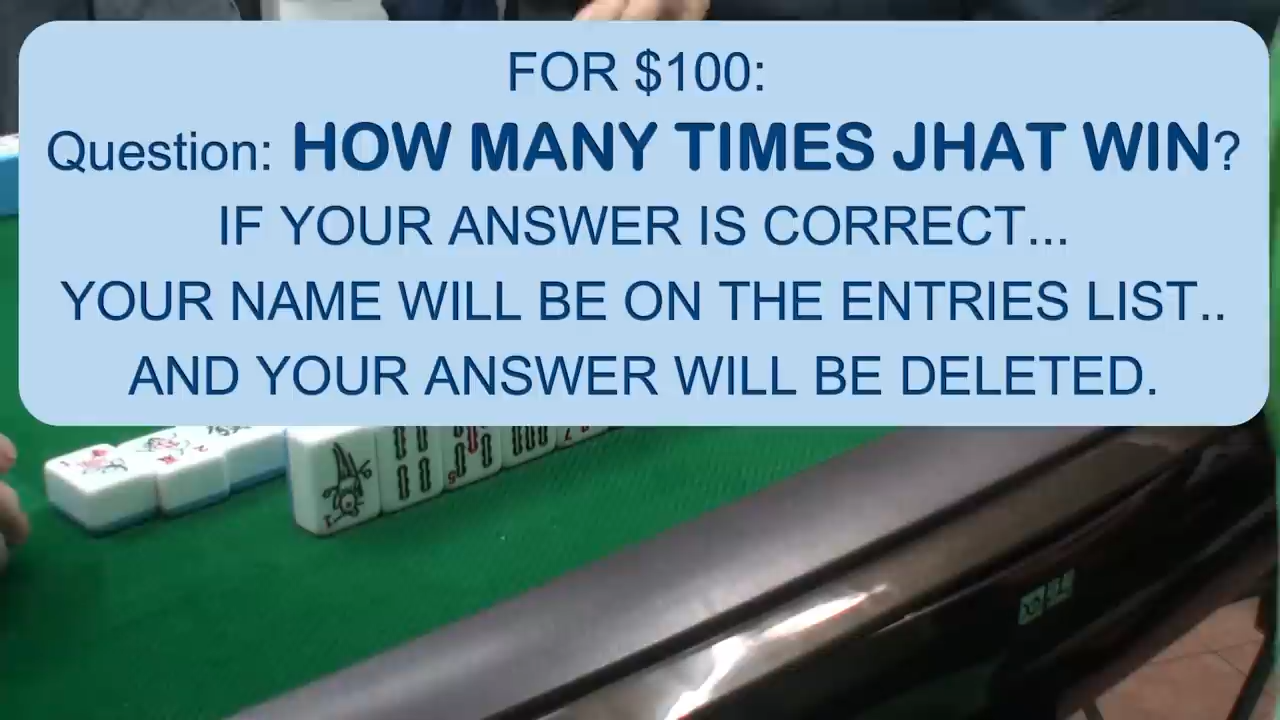 FOR $100:
Question: HOW MANY TIMES JHAT WIN?
IF YOUR ANSWER IS CORRECT...
YOUR NAME WILL BE ON THE ENTRIES LIST..
AND YOUR ANSWER WILL BE DELETED.